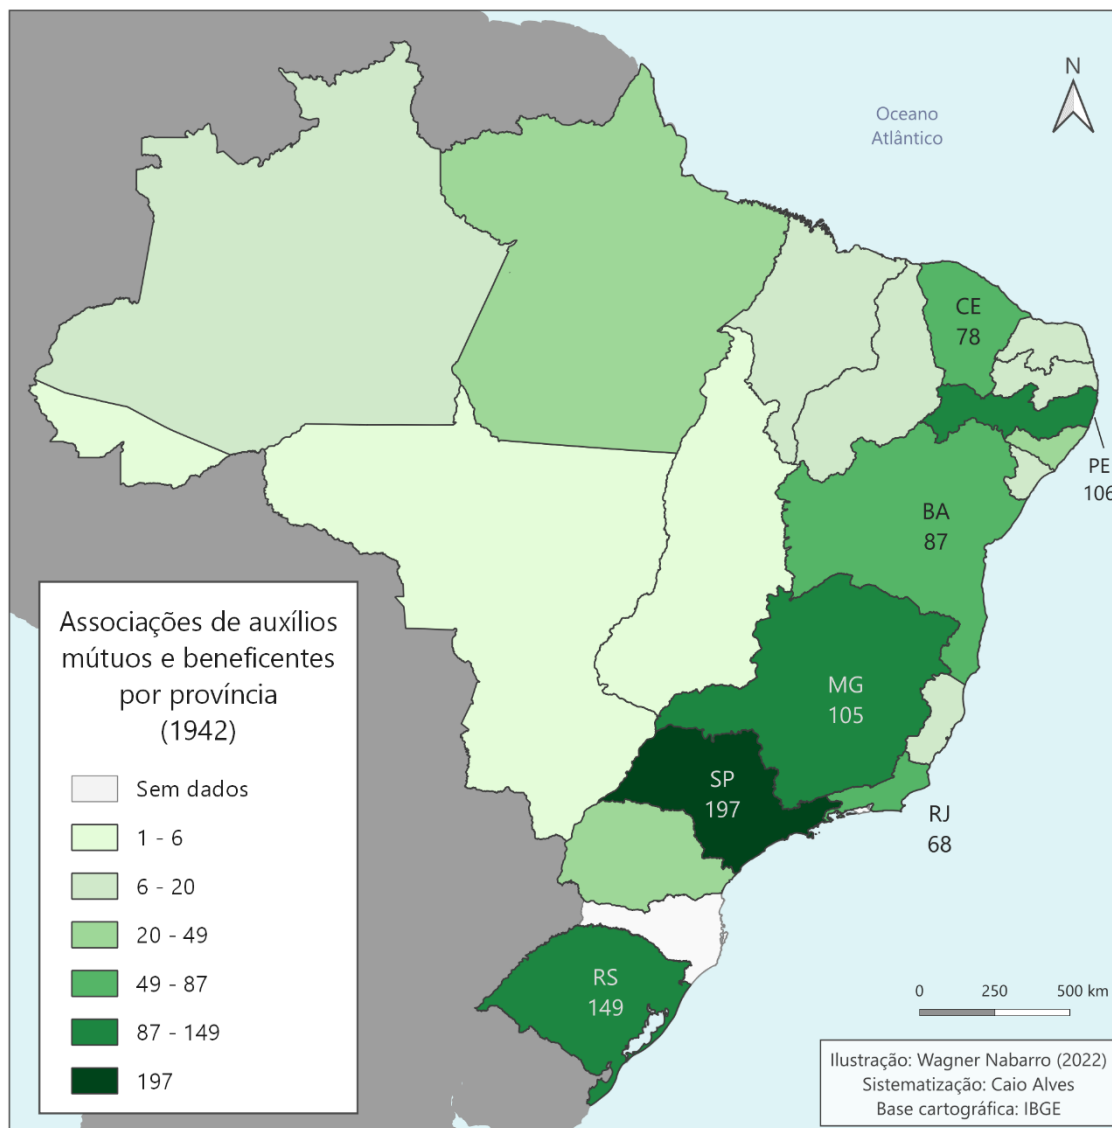 N
Oceano
Atlântico
CE
78
PE
106
BA
87
MG
105
SP
197
RJ
68
RS
149
Associações de auxílios
mútuos e beneficentes
por província
(1942)
Sem dados
1 - 6
6 - 20
20 - 49
49 - 87
87 - 149
197
0 250 500 km
Ilustração: Wagner Nabarro (2022)
Sistematização: Caio Alves
Base cartográfica: IBGE